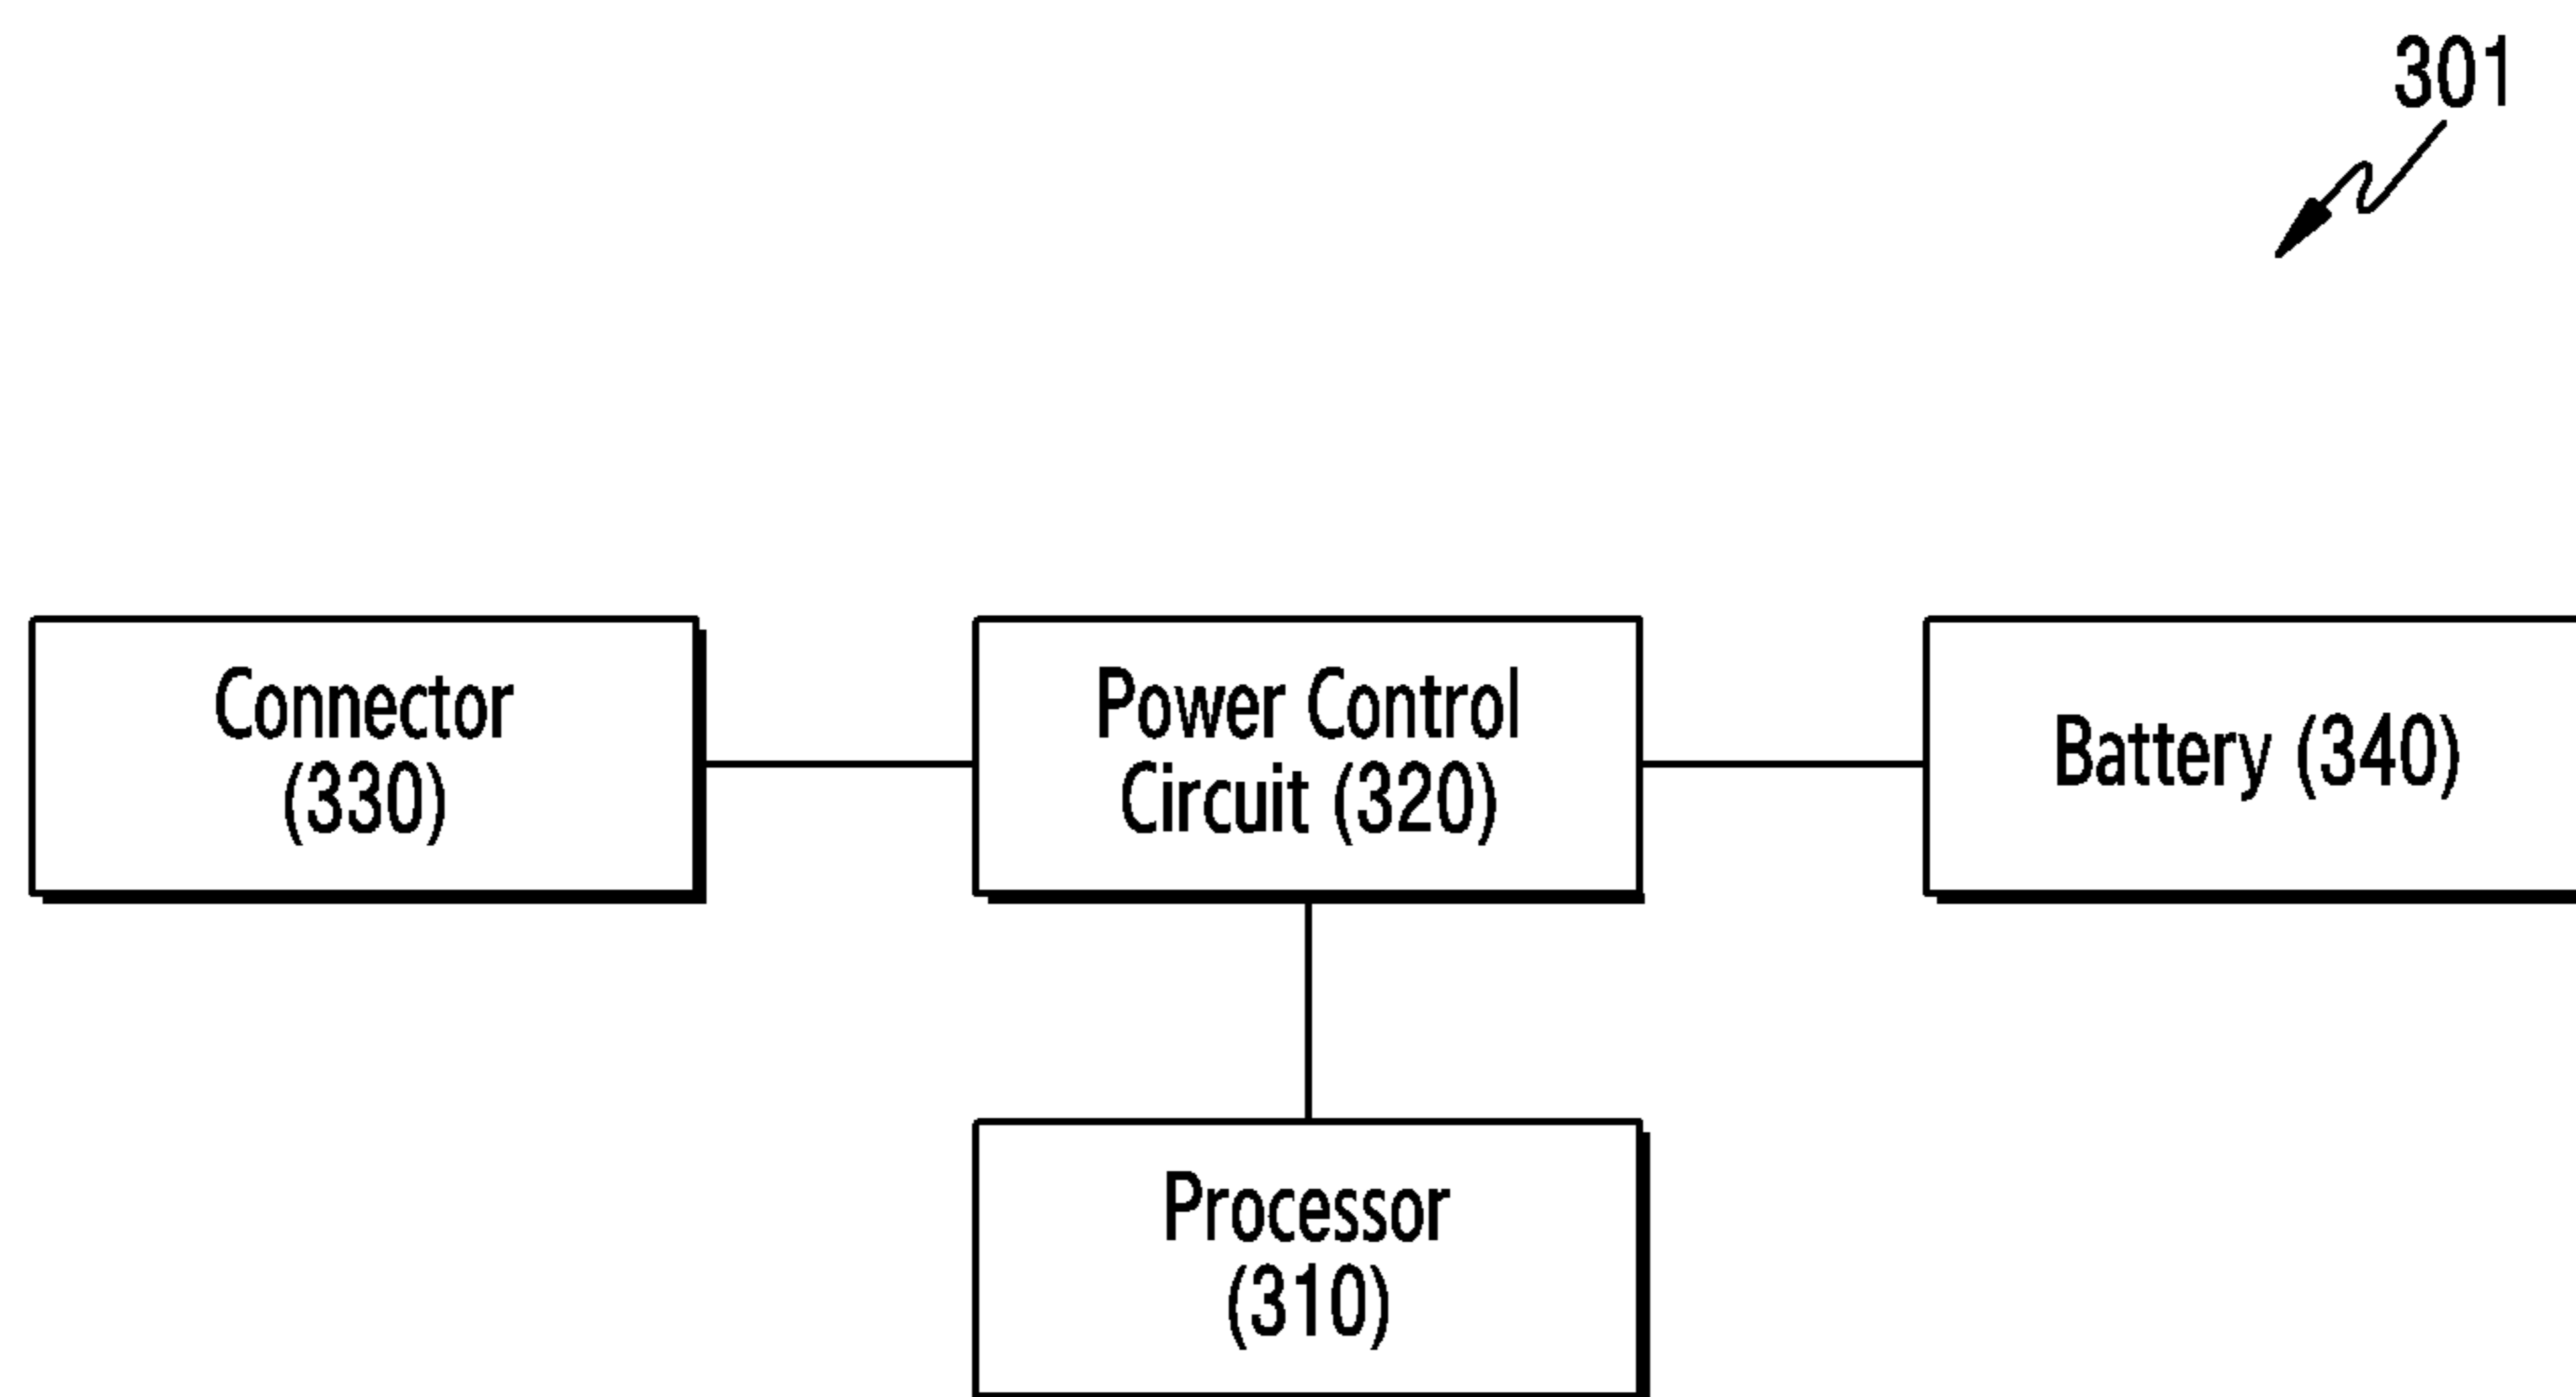 301
Connector
(330)
Power Control
Circuit (320)
Battery (340)
Processor
(310)